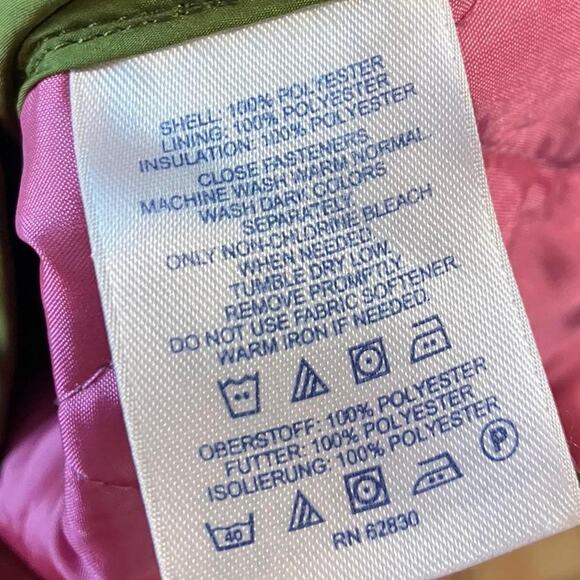 SHELL: 100% POLYESTER
LINING: 100% POLYESTER
INSULATION: 100% POLYESTER
CLOSE FASTENERS
MACHINE WASH WARM NORMAL
WASH DARK COLORS
SEPARATELY
ONLY NON-CHLORINE BLEACH
WHEN NEEDED
TUMBLE DRY LOW
REMOVE PROMPTLY
DO NOT USE FABRIC SOFTENER
WARM IRON IF NEEDED.
OBERSTOFF: 100% POLYESTER
FUTTER: 100% POLYESTER
ISOLIERUNG: 100% POLYESTER
40
P
RN 62830